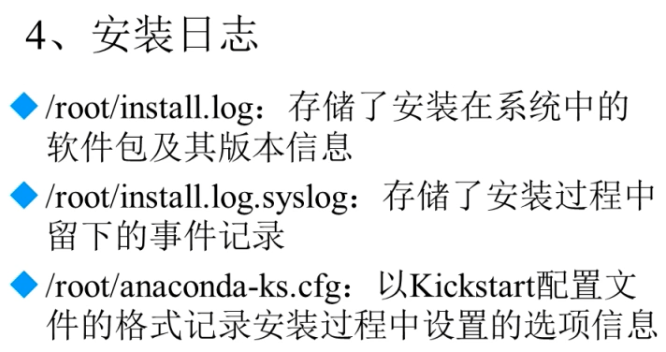 4、安装日志
/root/install.log：存储了安装在系统中的
软件包及其版本信息
/root/install.log.syslog：存储了安装过程中
留下的事件记录
/root/anaconda-ks.cfg：以Kickstart配置文
件的格式记录安装过程中设置的选项信息